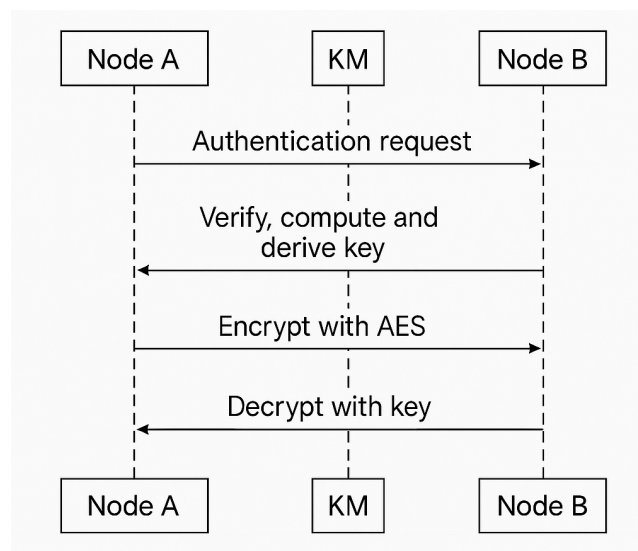 Node A
KM
Node B
Authentication request
Verify, compute and
derive key
Encrypt with AES
Decrypt with key
Node A
KM
Node B